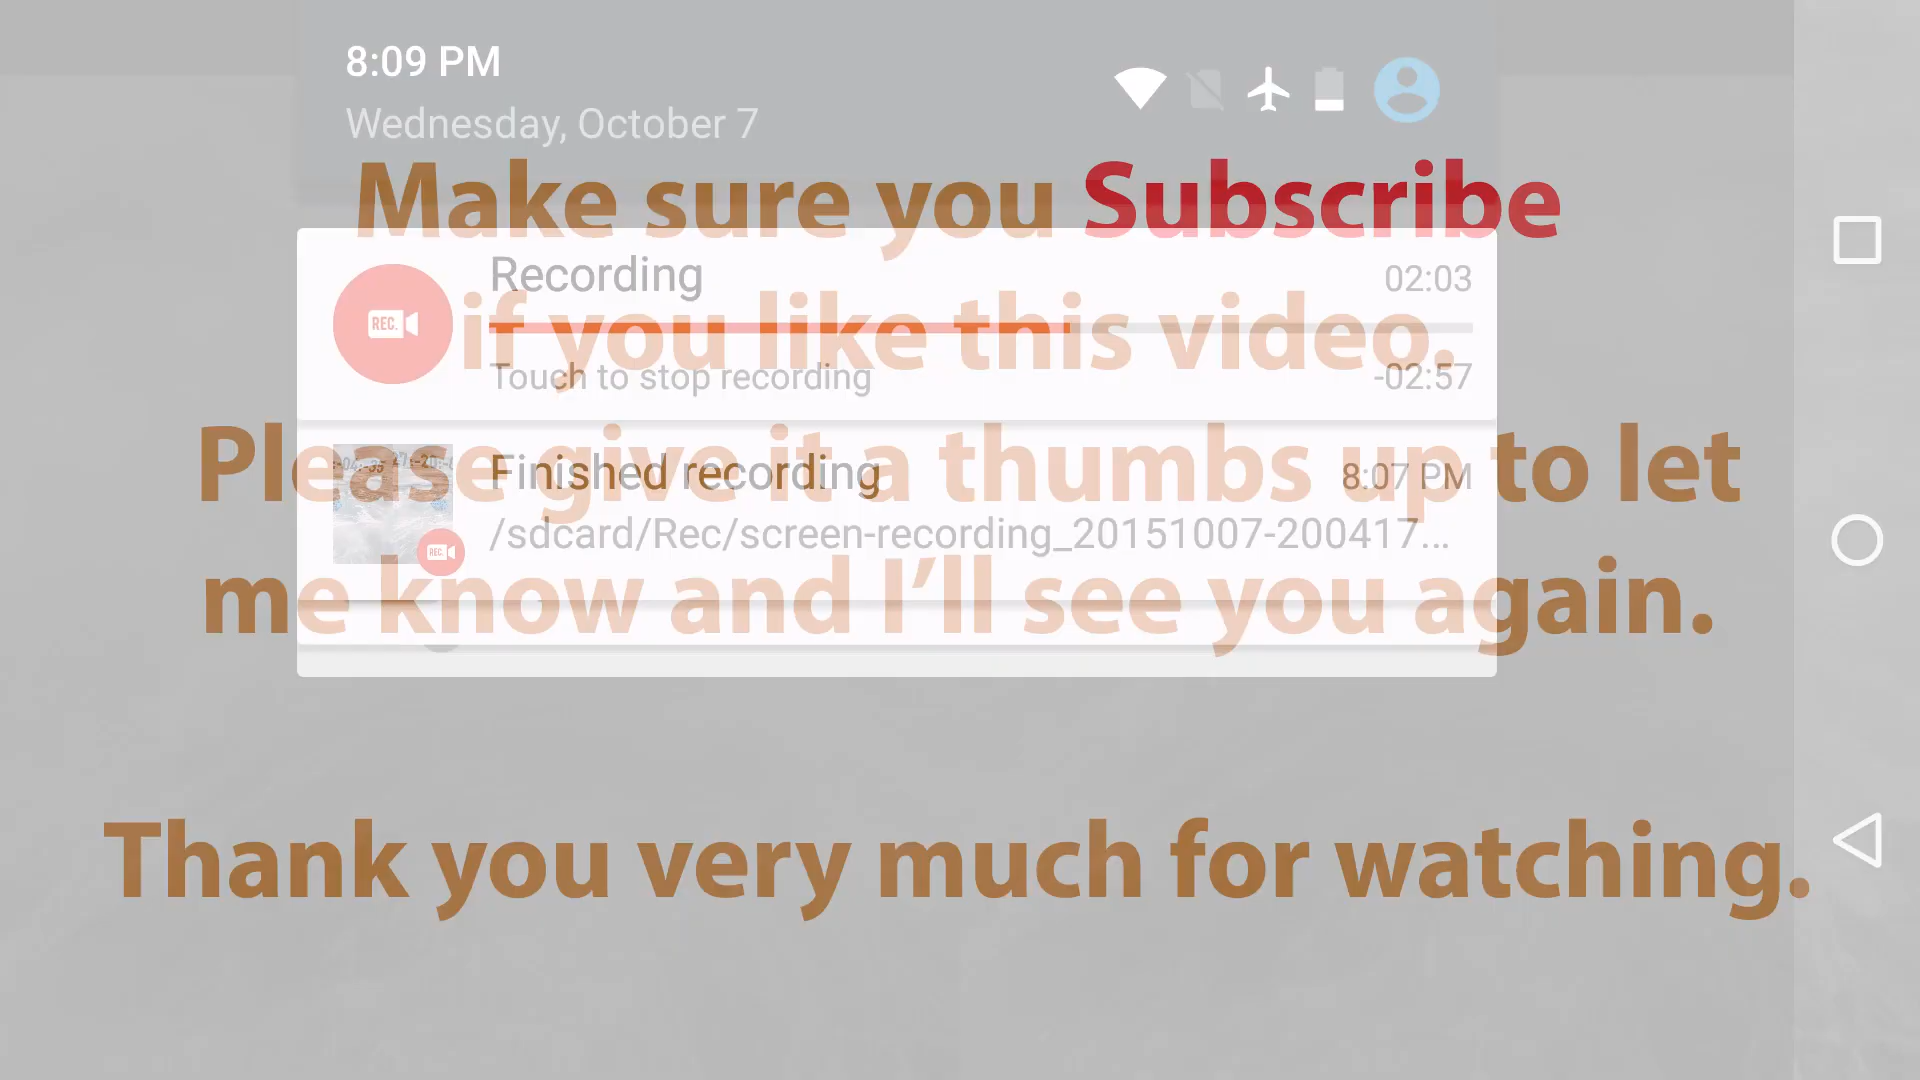 8:09 PM
Wednesday, October 7
Make sure you Subscribe
Recording
02:03
REC.
if you like this video.
Touch to stop recording
-02:57
Please give it a thumbs up to let
Finished recording
8:07 PM
/sdcard/Rec/screen-recording_20151007-200417...
REC.
me know and I’ll see you again.
Thank you very much for watching.